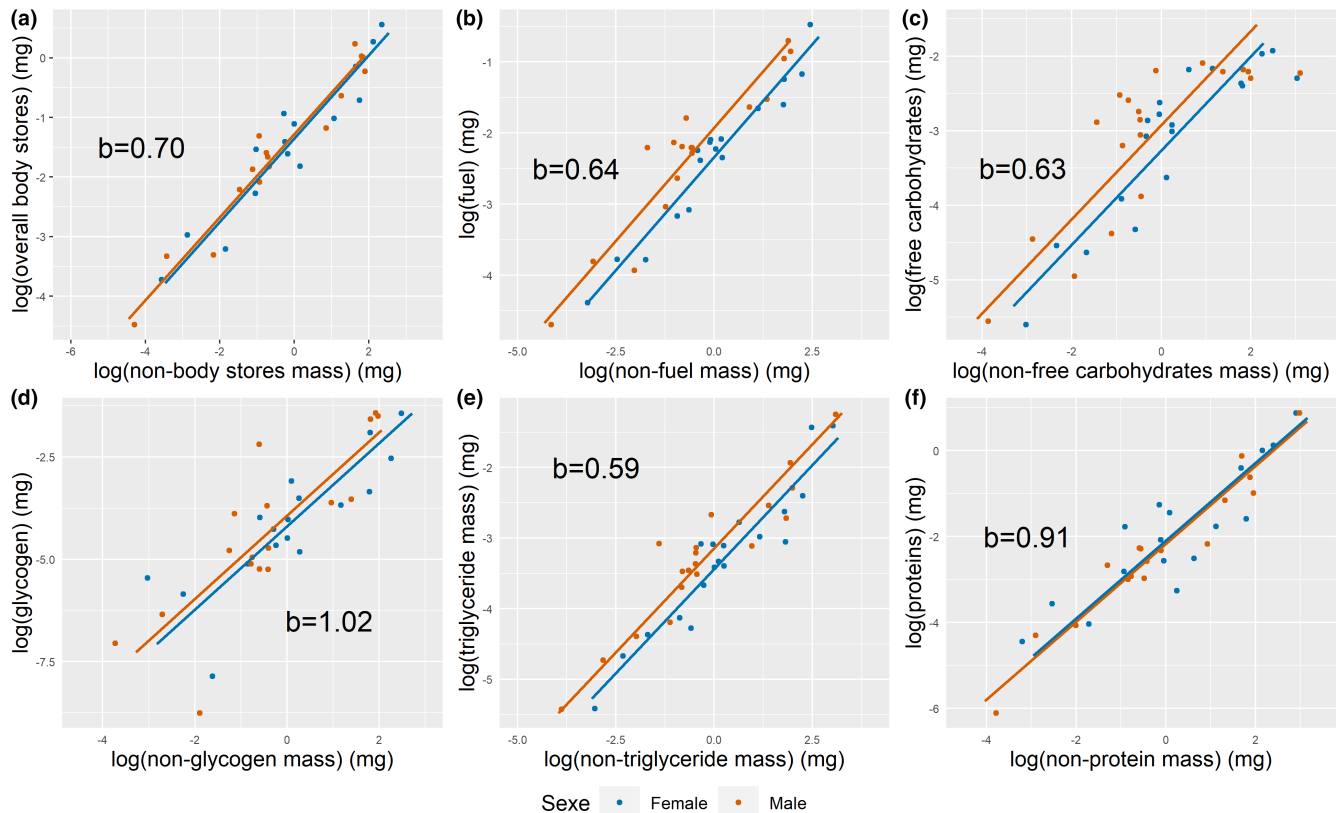 (a)
log(overall body stores) (mg)
0
-1
-2
-3
-4
b=0.70
-6
-4
-2
0
2
log(non-body stores mass) (mg)
(b)
log(fuel) (mg)
-1
-2
-3
-4
b=0.64
-5.0
-2.5
0.0
2.5
log(non-fuel mass) (mg)
(c)
log(free carbohydrates) (mg)
-2
-3
-4
-5
b=0.63
-4
-2
0
2
log(non-free carbohydrates mass) (mg)
(d)
log(glycogen) (mg)
-2.5
-5.0
-7.5
b=1.02
-4
-2
0
2
log(non-glycogen mass) (mg)
(e)
log(triglyceride mass) (mg)
-2
-3
-4
-5
b=0.59
-5.0
-2.5
0.0
2.5
log(non-triglyceride mass) (mg)
(f)
log(proteins) (mg)
0
-2
-4
-6
b=0.91
-4
-2
0
2
log(non-protein mass) (mg)
Sexe Female Male